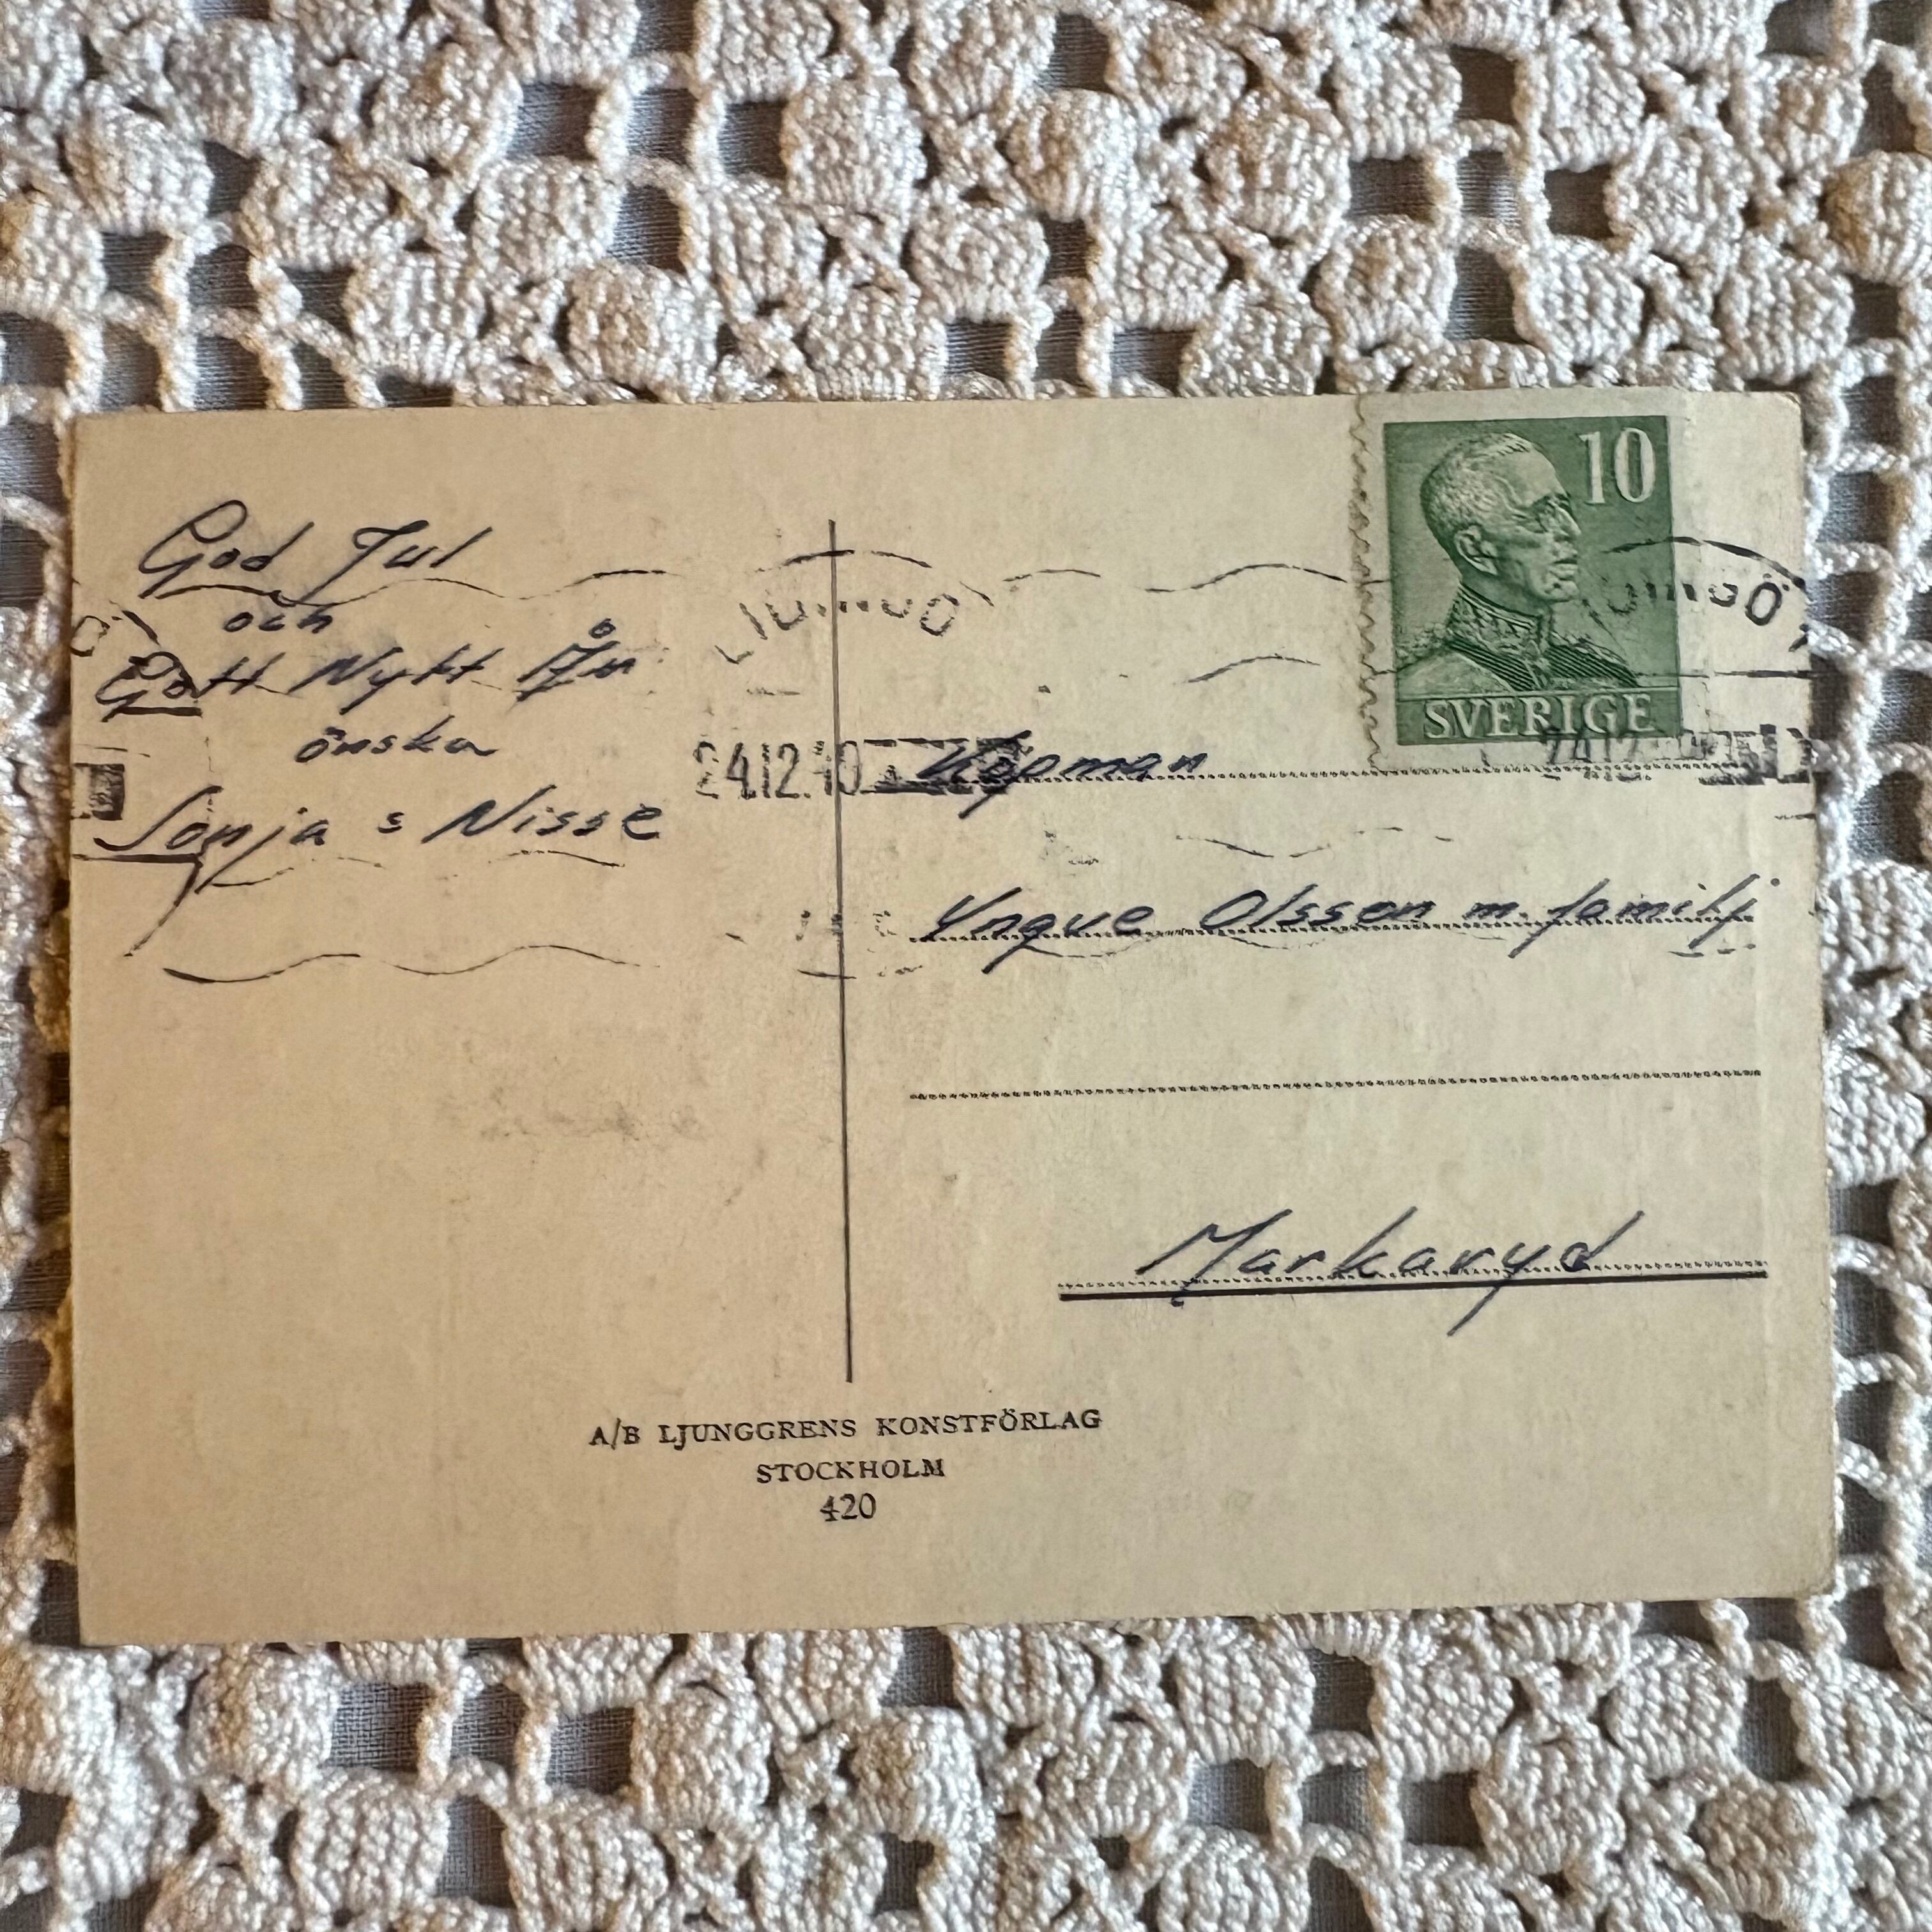 God Jul
och
Gott Nytt År
önska
Sonja & Nisse
10
SVERIGE
24.12.40
Köpman
Yngve Olsson m. familj
Markaryd
A/B LJUNGGRENS KONSTFÖRLAG
STOCKHOLM
420